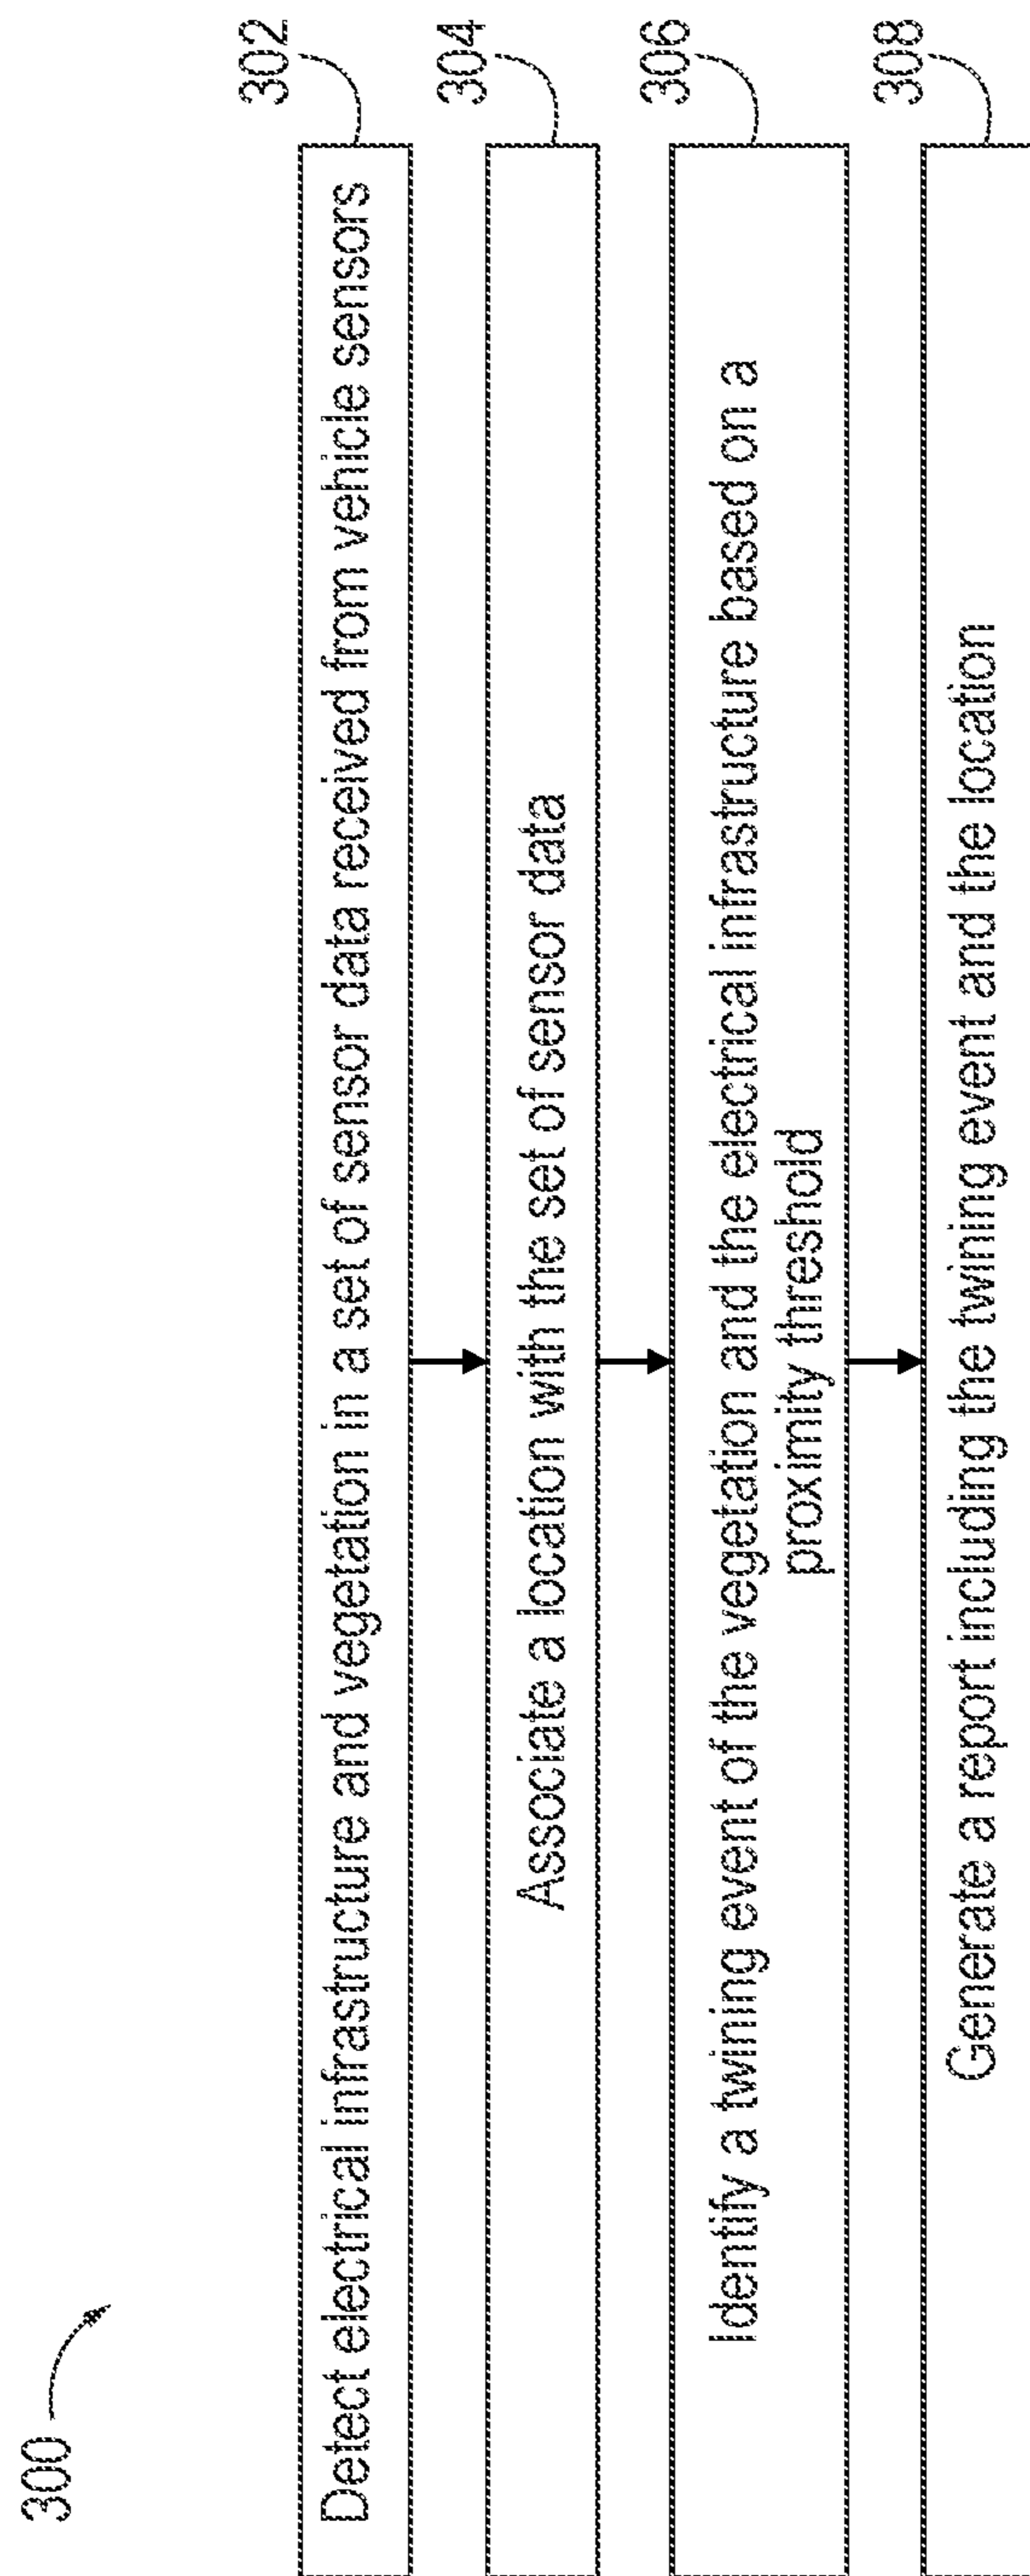 300
302
Detect electrical infrastructure and vegetation in a set of sensor data received from vehicle sensors
304
Associate a location with the set of sensor data
306
Identify a twining event of the vegetation and the electrical infrastructure based on a
proximity threshold
308
Generate a report including the twining event and the location